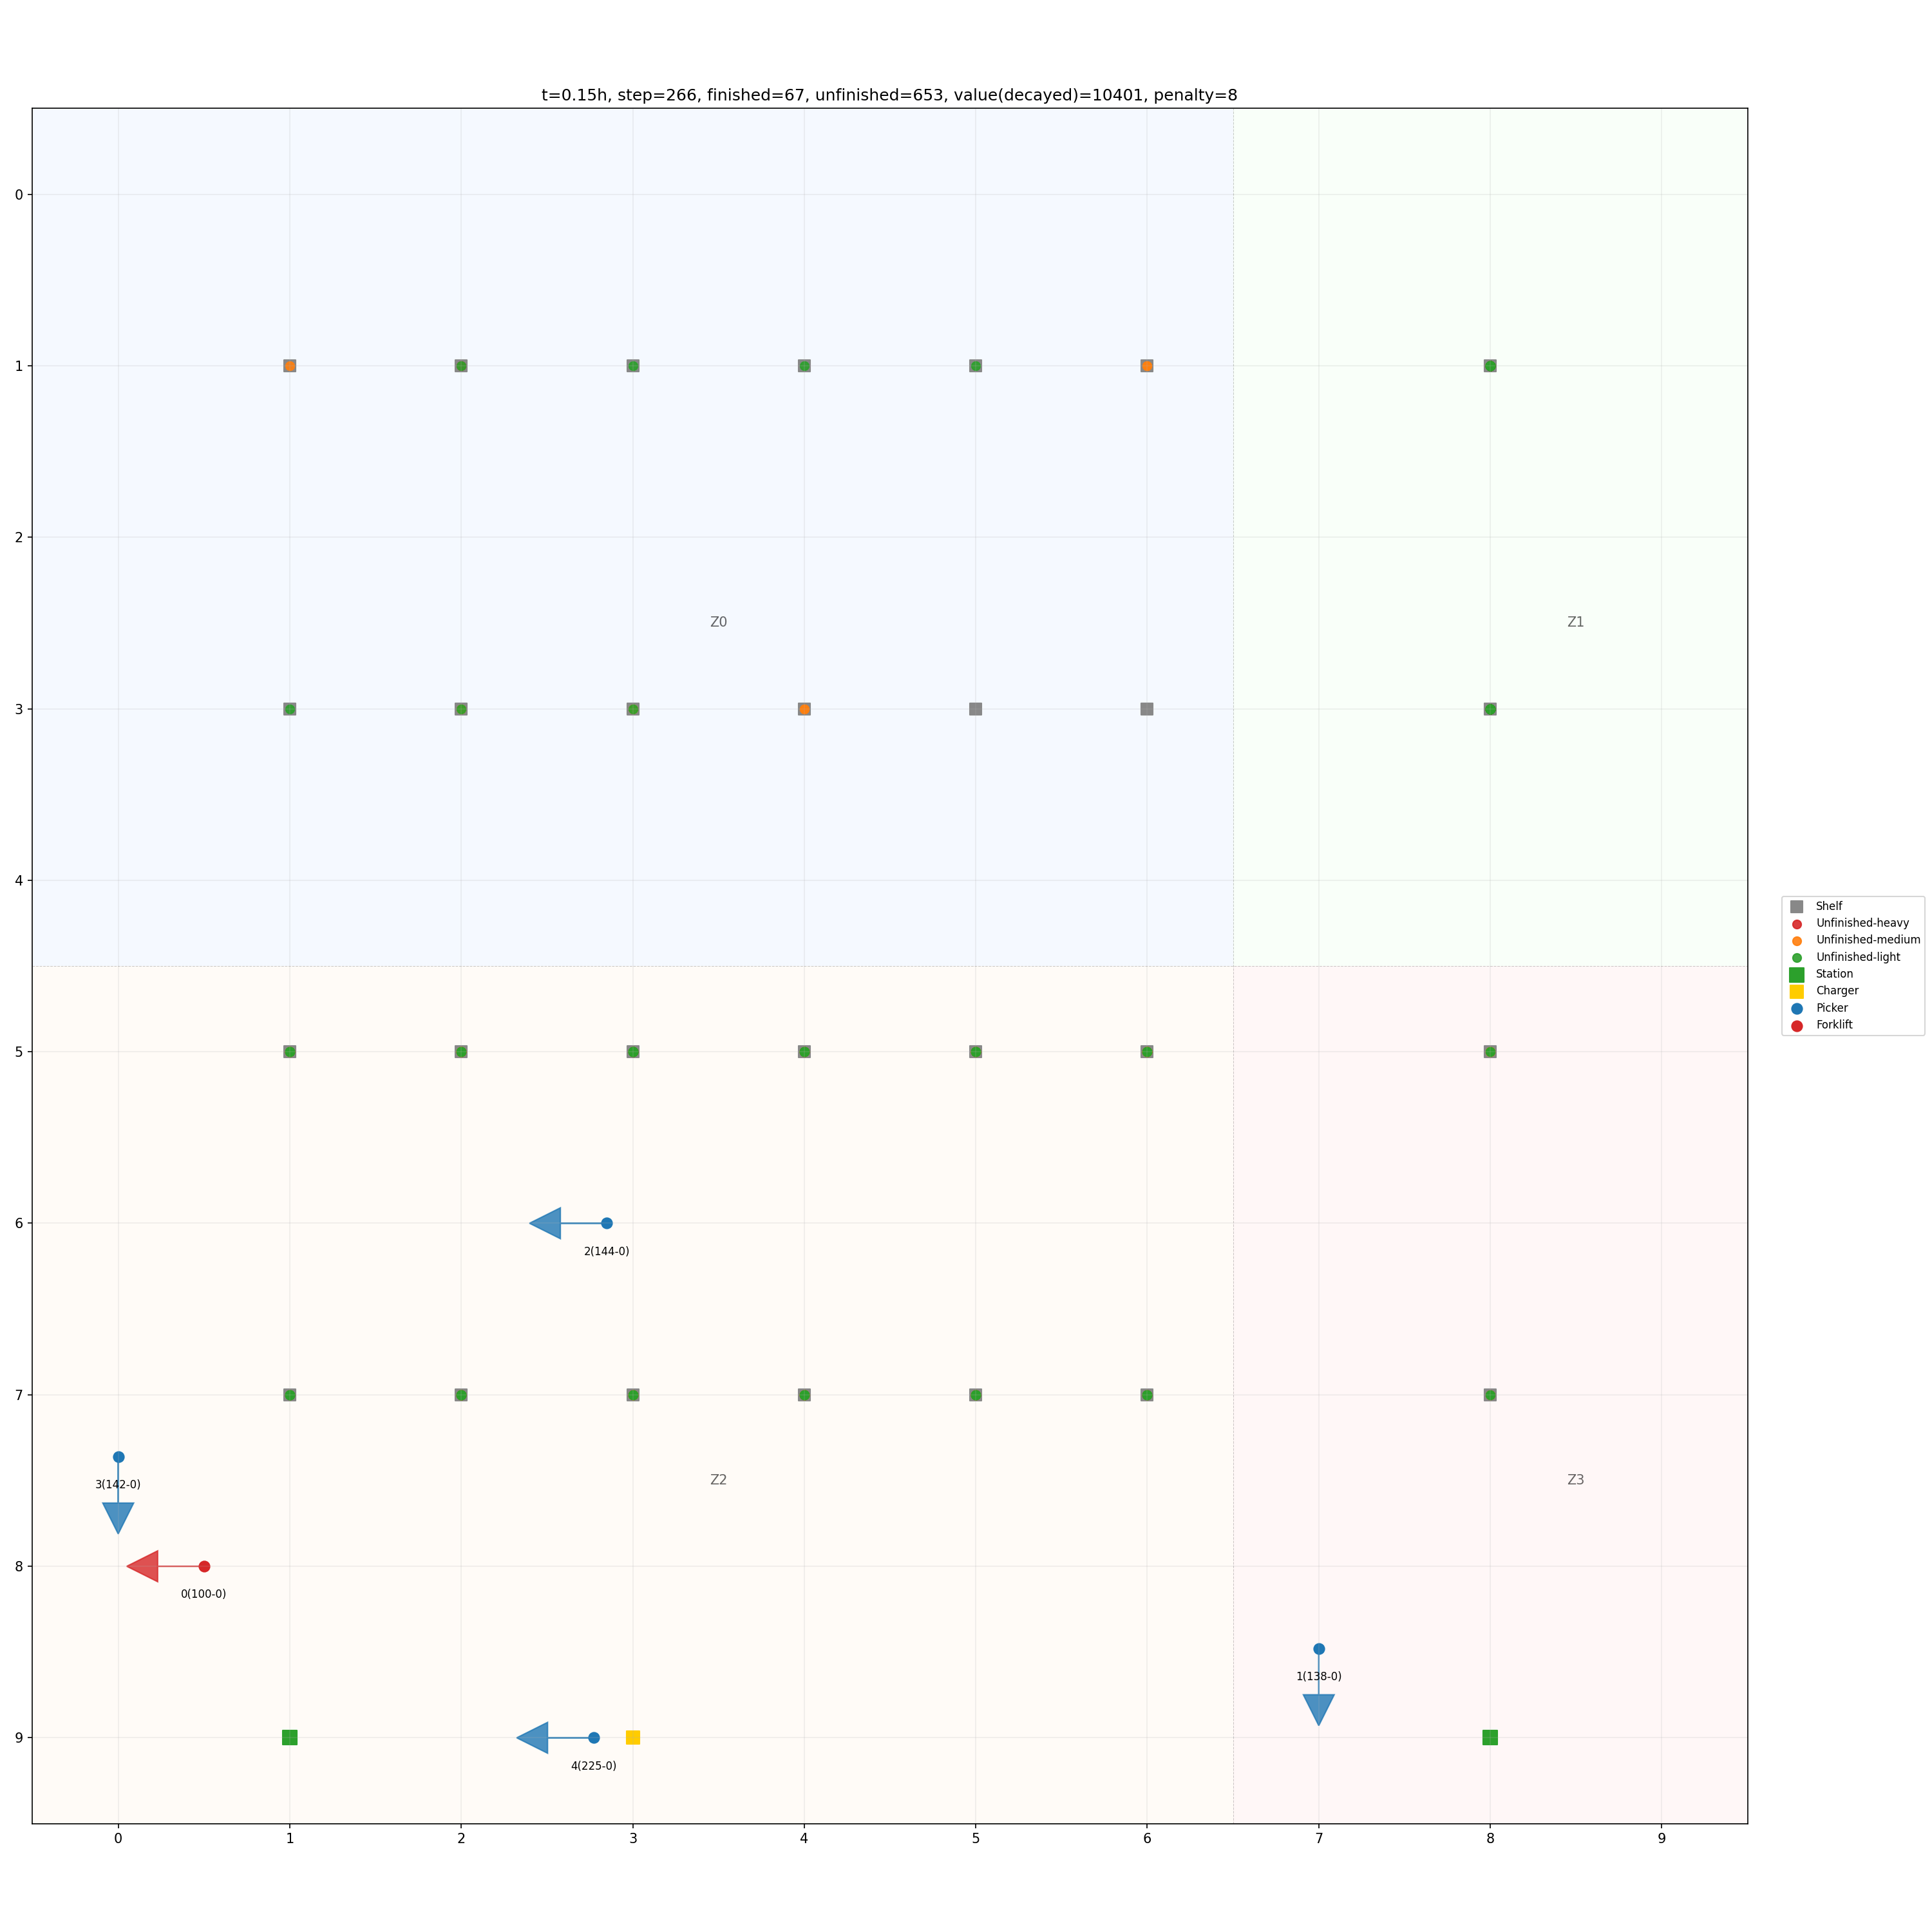 t=0.15h, step=266, finished=67, unfinished=653, value(decayed)=10401, penalty=8
0
1
2
Z0
Z1
3
4
Shelf
Unfinished-heavy
Unfinished-medium
Unfinished-light
Station
Charger
Picker
Forklift
5
6
2(144-0)
7
Z2
Z3
3(142-0)
8
0(100-0)
1(138-0)
9
4(225-0)
0 1 2 3 4 5 6 7 8 9